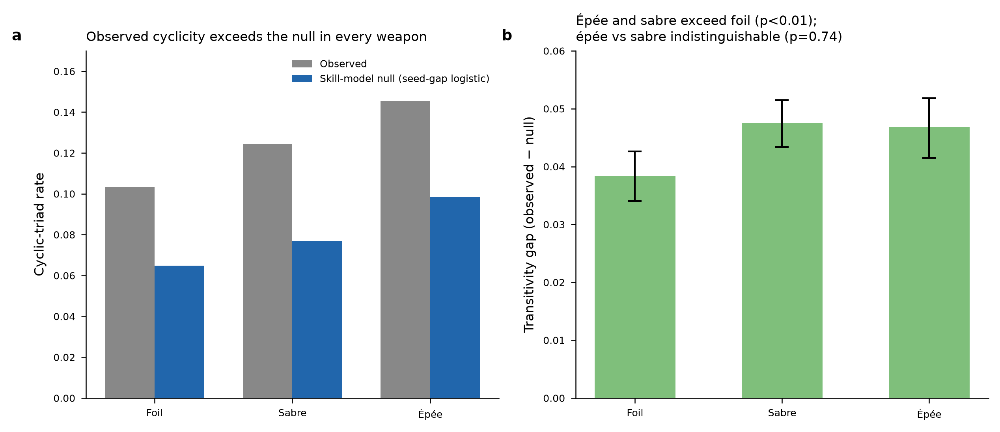 a
Observed cyclicity exceeds the null in every weapon
Observed
Skill-model null (seed-gap logistic)
Cyclic-triad rate
0.16
0.14
0.12
0.10
0.08
0.06
0.04
0.02
0.00
Foil
Sabre
Épée
b
Épée and sabre exceed foil (p<0.01);
épée vs sabre indistinguishable (p=0.74)
Transitivity gap (observed − null)
0.06
0.05
0.04
0.03
0.02
0.01
0.00
Foil
Sabre
Épée